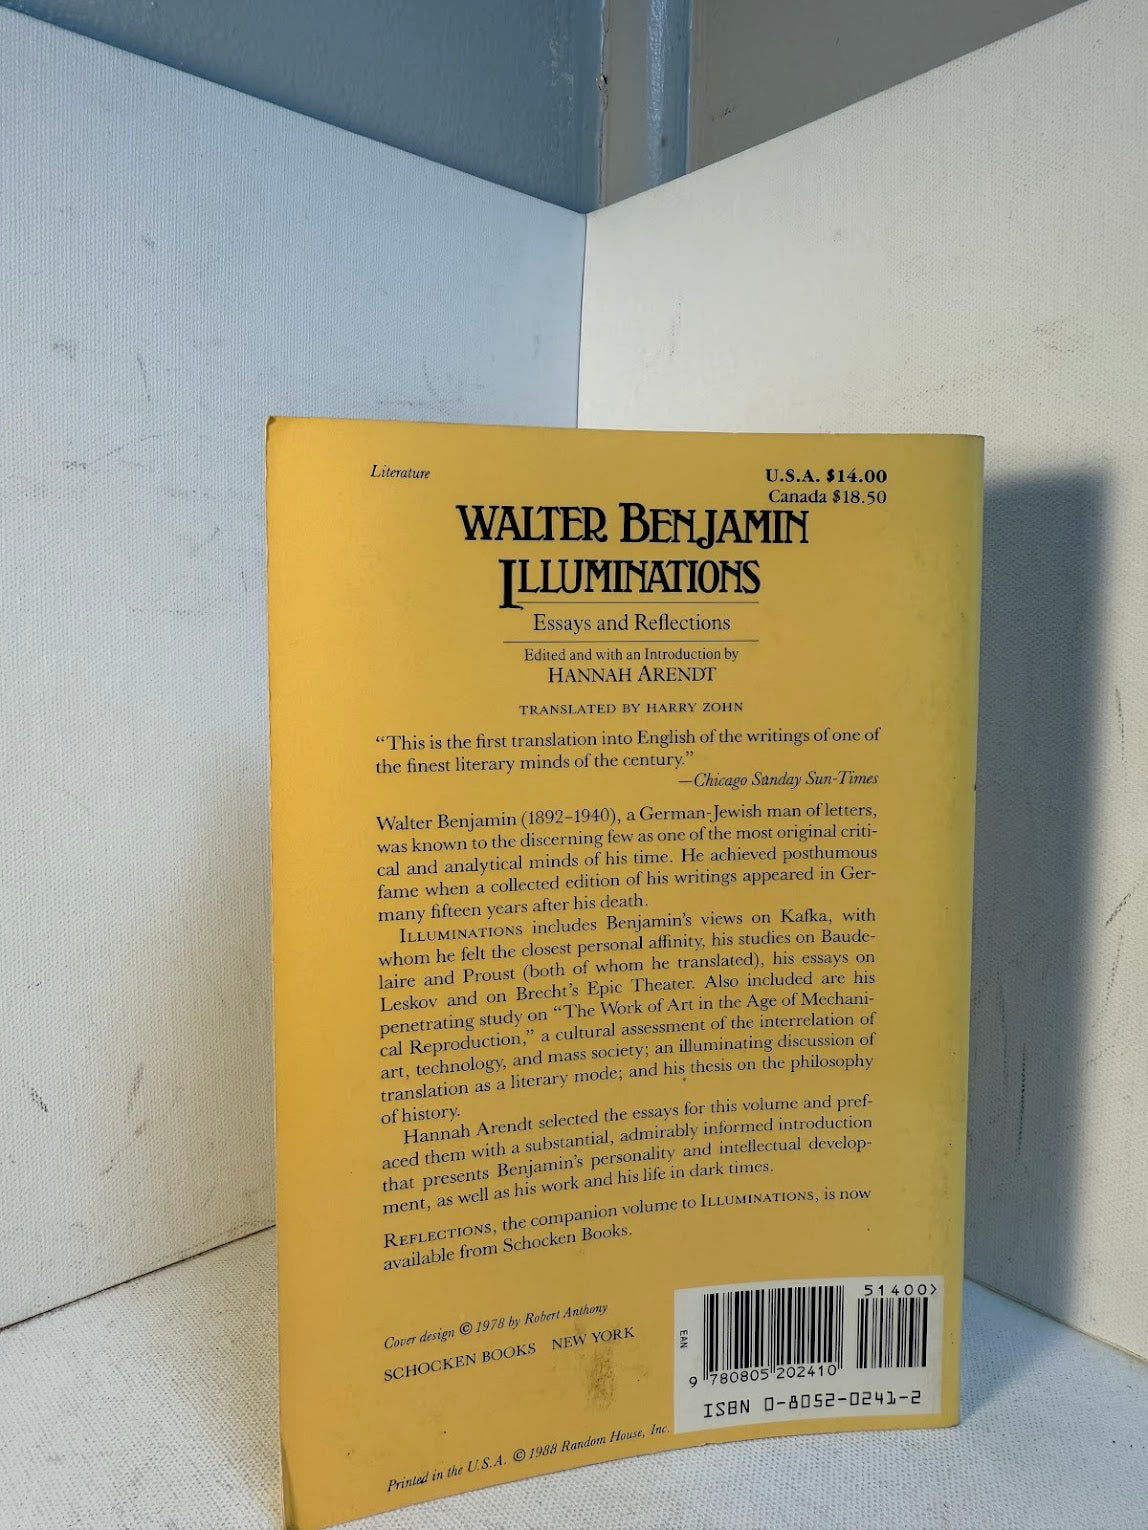 Literature
U.S.A. $14.00
Canada $18.50
WALTER BENJAMIN
ILLUMINATIONS
Essays and Reflections
Edited and with an Introduction by
HANNAH ARENDT
TRANSLATED BY HARRY ZOHN
“This is the first translation into English of the writings of one of
the finest literary minds of the century.”
—Chicago Sunday Sun-Times
Walter Benjamin (1892–1940), a German-Jewish man of letters,
was known to the discerning few as one of the most original criti-
cal and analytical minds of his time. He achieved posthumous
fame when a collected edition of his writings appeared in Ger-
many fifteen years after his death.
ILLUMINATIONS includes Benjamin’s views on Kafka, with
whom he felt the closest personal affinity, his studies on Baude-
laire and Proust (both of whom he translated), his essays on
Leskov and on Brecht’s Epic Theater. Also included are his
penetrating study on “The Work of Art in the Age of Mechani-
cal Reproduction,” a cultural assessment of the interrelation of
art, technology, and mass society; an illuminating discussion of
translation as a literary mode; and his thesis on the philosophy
of history.
Hannah Arendt selected the essays for this volume and pref-
aced them with a substantial, admirably informed introduction
that presents Benjamin’s personality and intellectual develop-
ment, as well as his work and his life in dark times.
REFLECTIONS, the companion volume to ILLUMINATIONS, is now
available from Schocken Books.
Cover design © 1978 by Robert Anthony
SCHOCKEN BOOKS NEW YORK
Printed in the U.S.A. © 1988 Random House, Inc.
51400>
EAN
9 780805 202410
ISBN 0-8052-0241-2